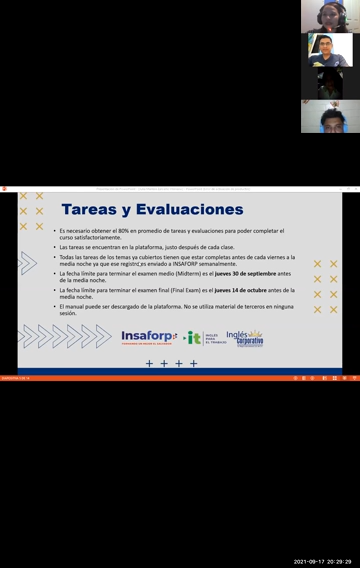 Tareas y Evaluaciones
• Es necesario obtener el 80% en promedio de tareas y evaluaciones para poder completar el
curso satisfactoriamente.
• Las tareas se encuentran en la plataforma, justo después de cada clase.
• Todas las tareas de los temas ya cubiertos tienen que estar completas antes de cada viernes a la
media noche ya que ese registro es enviado a INSAFORP semanalmente.
• La fecha límite para terminar el examen medio (Midterm) es el jueves 30 de septiembre antes
de la media noche.
• La fecha límite para terminar el examen final (Final Exam) es el jueves 14 de octubre antes de la
media noche.
• El manual puede ser descargado de la plataforma. No se utiliza material de terceros en ninguna
sesión.
Insaforp
it
INGLÉS
PARA
EL TRABAJO
Inglés
Corporativo
2021-09-17 20:29:29